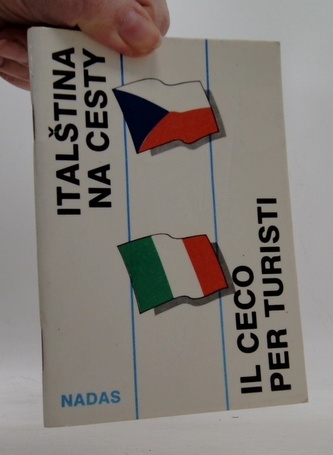 ITALŠTINA
NA CESTY
IL CECO
PER TURISTI
NADAS